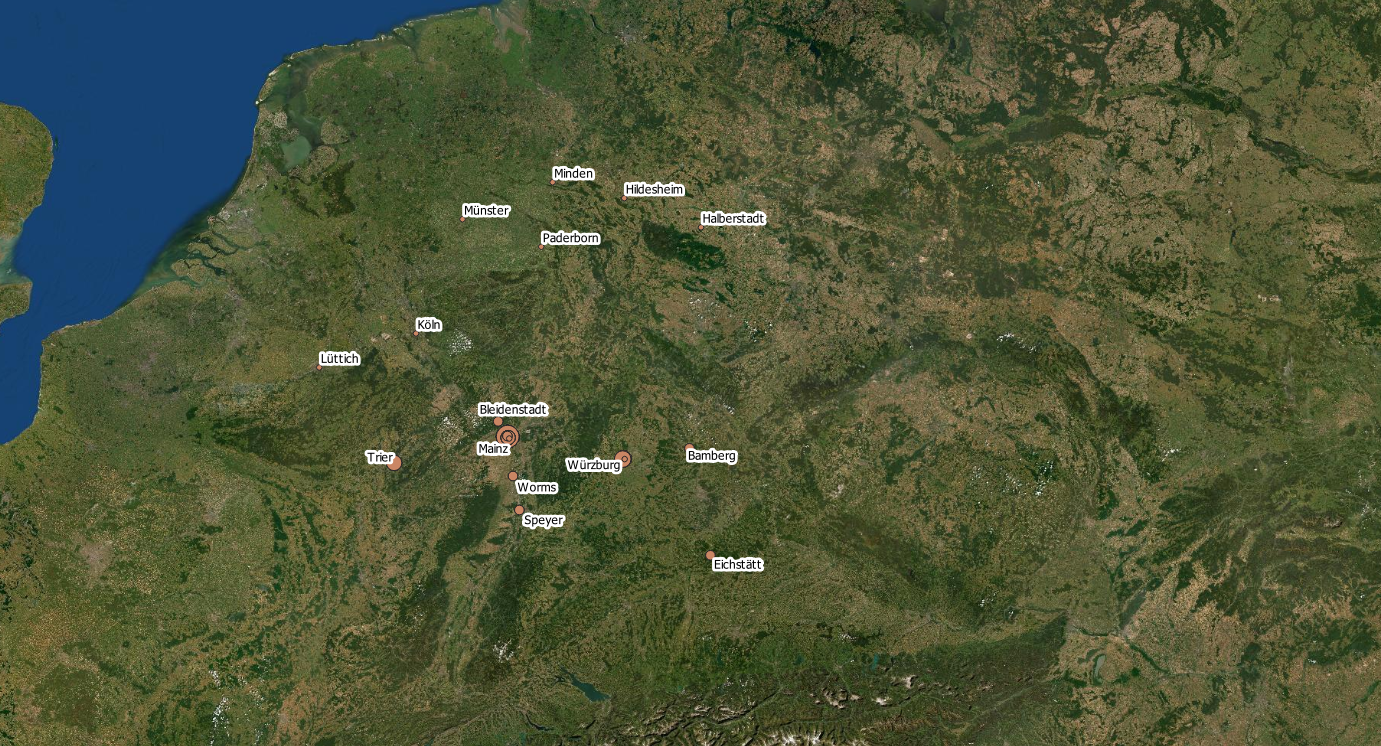 Minden
Hildesheim
Münster
Halberstadt
Paderborn
Köln
Lüttich
Bleidenstadt
Mainz
Trier
Würzburg
Bamberg
Worms
Speyer
Eichstätt